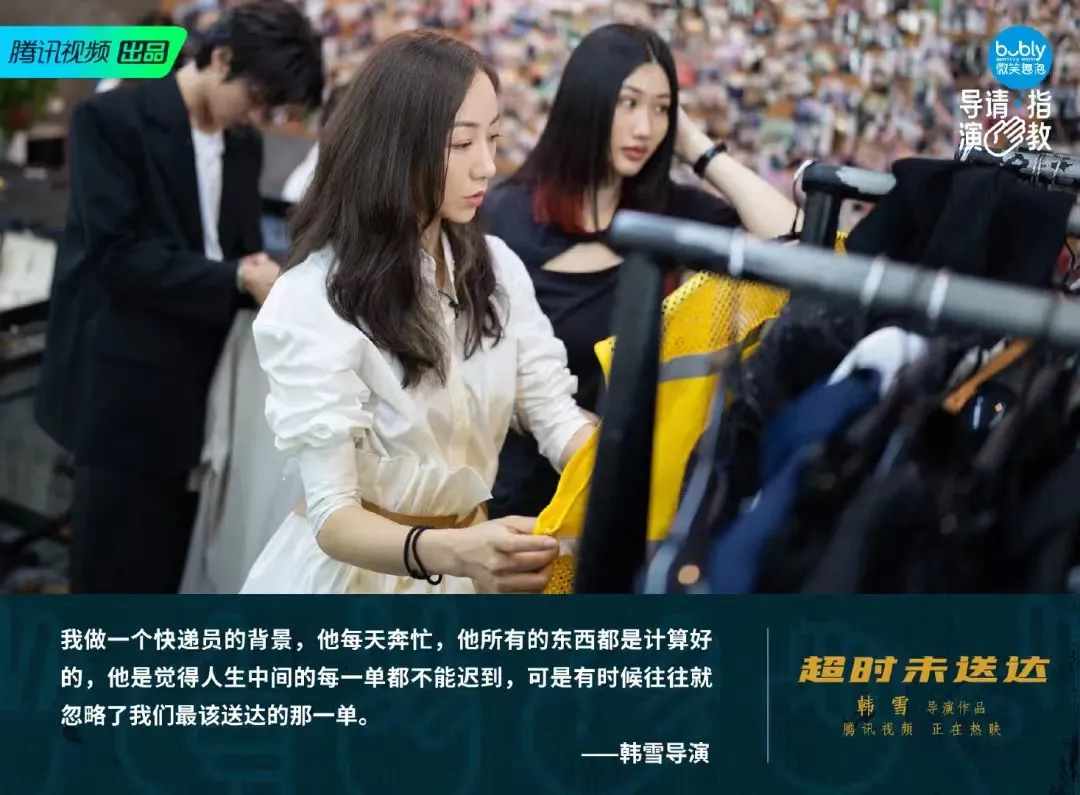 腾讯视频 出品
bubly
sparkling water
微笑趣泡
导请·指
演教
我做一个快递员的背景，他每天奔忙，他所有的东西都是计算好
的，他是觉得人生中间的每一单都不能迟到，可是有时候往往就
忽略了我们最该送达的那一单。
——韩雪导演
超时未送达
韩雪 导演作品
腾讯视频 正在热映